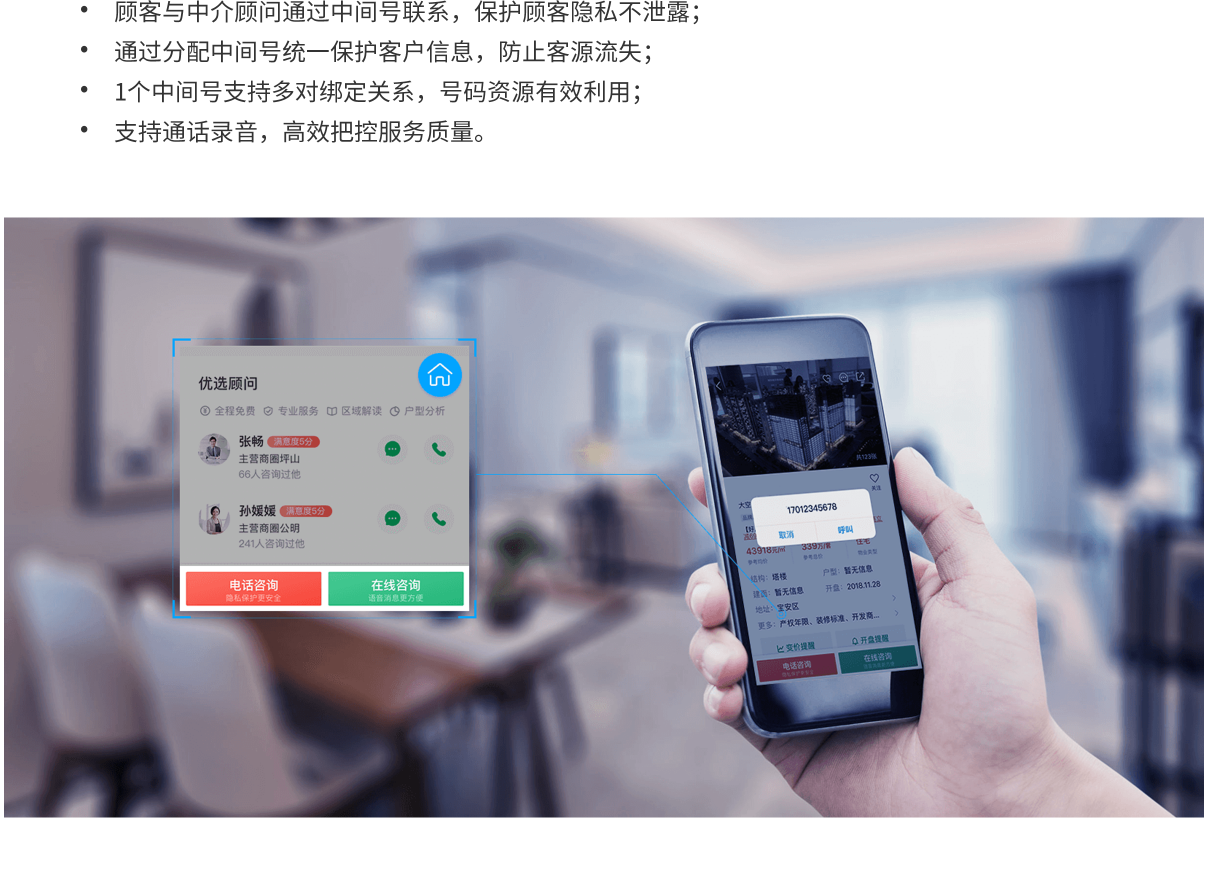 • 顾客与中介顾问通过中间号联系，保护顾客隐私不泄露；
• 通过分配中间号统一保护客户信息，防止客源流失；
• 1个中间号支持多对绑定关系，号码资源有效利用；
• 支持通话录音，高效把控服务质量。
优选顾问
全程免费 专业服务 区域解读 户型分析
张畅 满意度5分
主营商圈坪山
66人咨询过他
孙媛媛 满意度5分
主营商圈公明
241人咨询过他
电话咨询 在线咨询
隐私保护更安全 语音消息更方便
共123张
关注
17012345678
取消 呼叫
43918元/㎡ 339万/套 住宅
参考均价 参考总价 物业类型
结构： 塔楼 户型： 暂无信息
建面： 暂无信息 开盘： 2018.11.28
地址： 宝安区
更多： 产权年限、装修标准、开发商...
变价提醒 开盘提醒
电话咨询 在线咨询